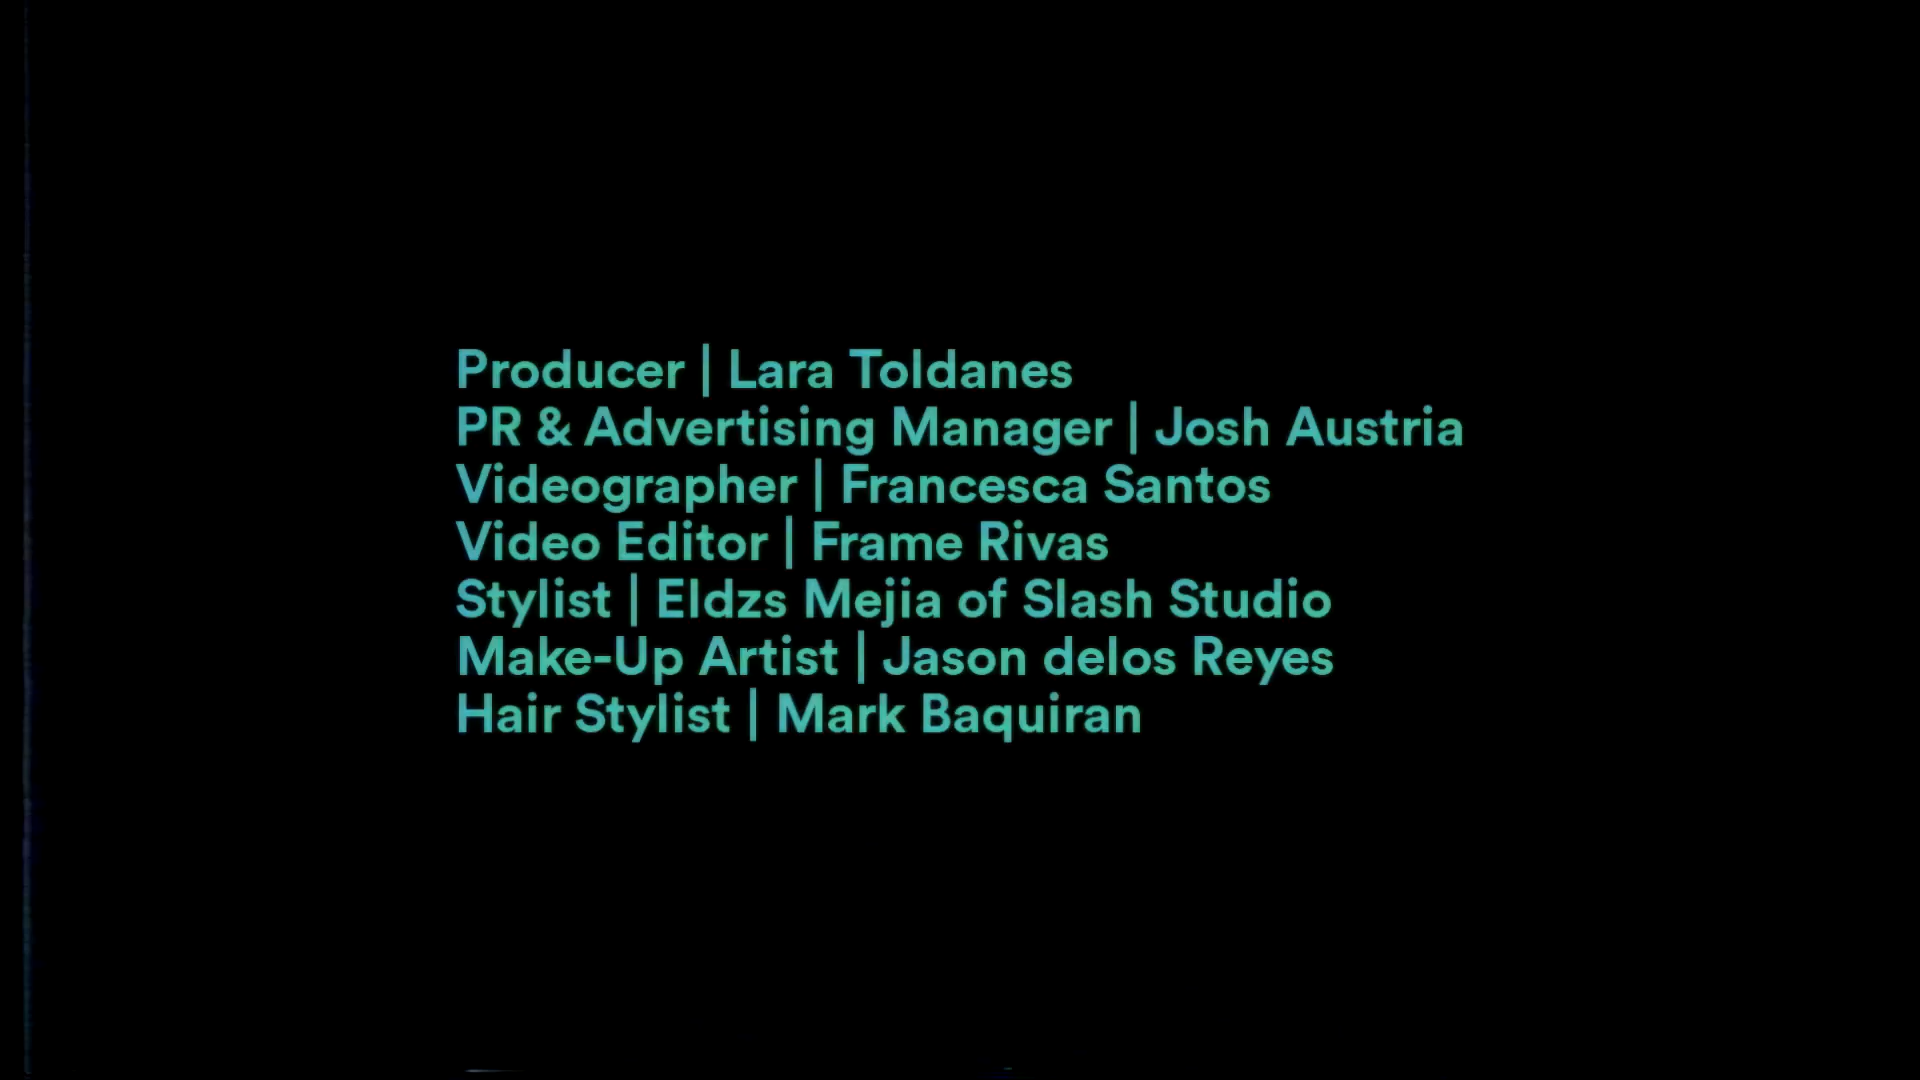 Producer | Lara Toldanes
PR & Advertising Manager | Josh Austria
Videographer | Francesca Santos
Video Editor | Frame Rivas
Stylist | Eldzs Mejia of Slash Studio
Make-Up Artist | Jason delos Reyes
Hair Stylist | Mark Baquiran